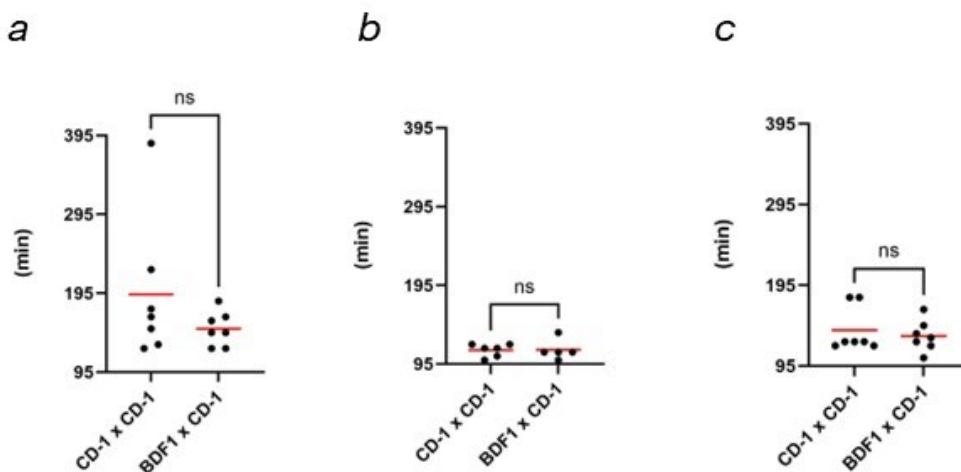 a
ns
395
295
195
95
(min)
CD-1 x CD-1
BDF1 x CD-1
b
ns
395
295
195
95
(min)
CD-1 x CD-1
BDF1 x CD-1
c
ns
395
295
195
95
(min)
CD-1 x CD-1
BDF1 x CD-1